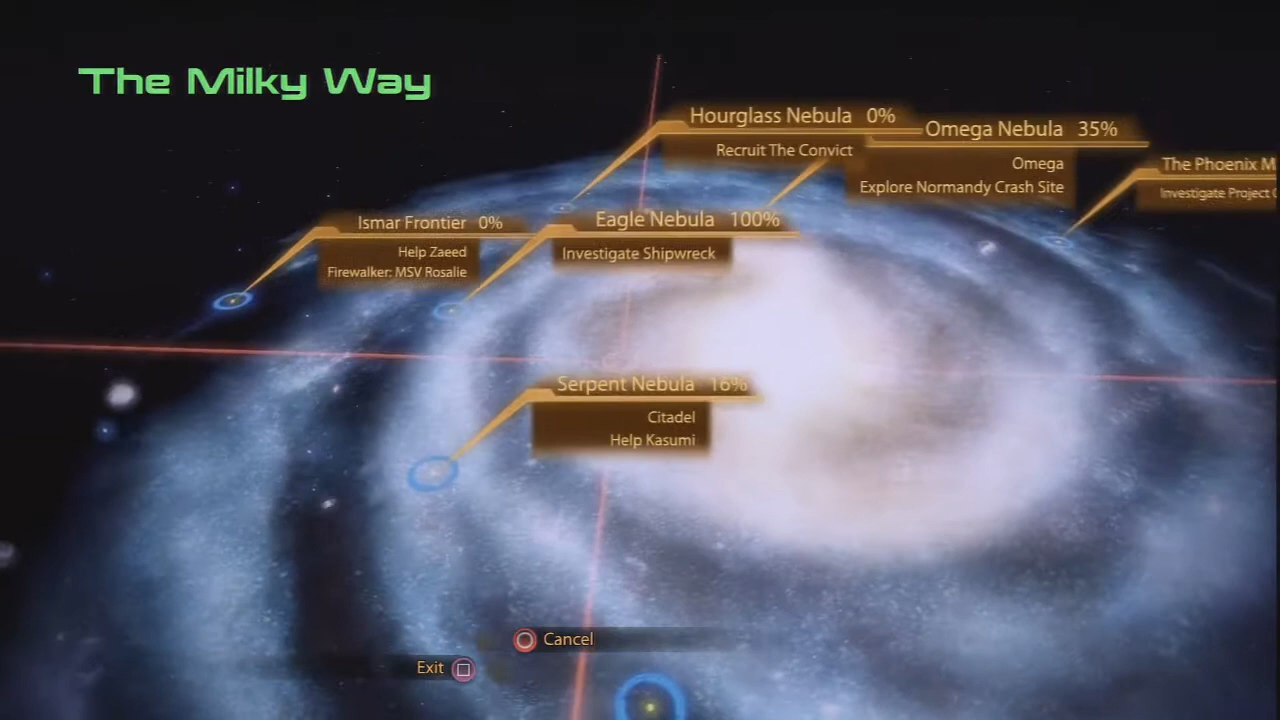 The Milky Way
Hourglass Nebula 0%
Recruit The Convict
Omega Nebula 35%
Omega
Explore Normandy Crash Site
The Phoenix
Investigate Project
Ismar Frontier 0%
Help Zaeed
Firewalker: MSV Rosalie
Eagle Nebula 100%
Investigate Shipwreck
Serpent Nebula 16%
Citadel
Help Kasumi
Cancel
Exit